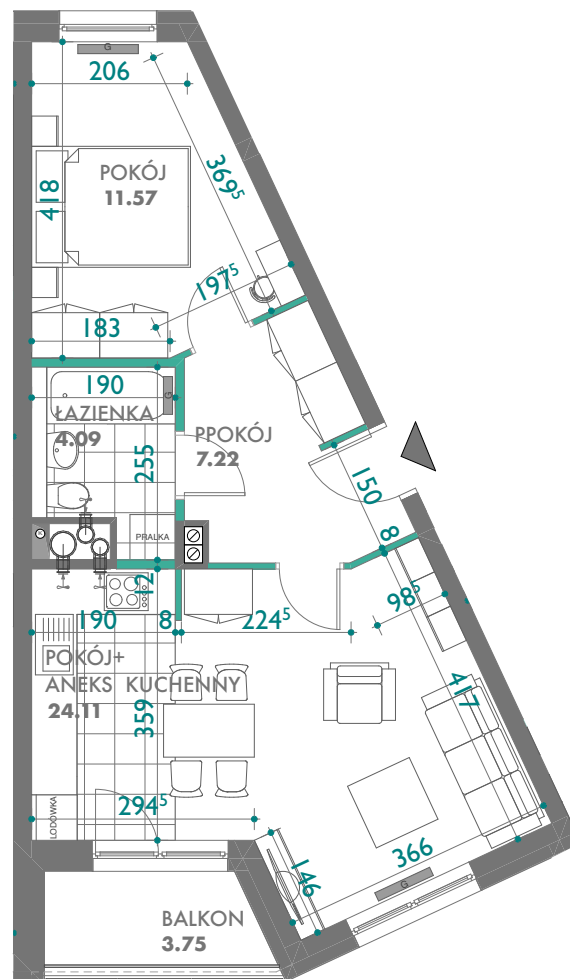 G
206
369⁵
418
POKÓJ
11.57
197⁵
183
190
G
ŁAZIENKA
4.09
255
PPOKÓJ
7.22
150
PRALKA
8
12
98⁵
190
8
224⁵
POKÓJ+
ANEKS KUCHENNY
24.11
359
417
LODÓWKA
294⁵
146
366
G
BALKON
3.75